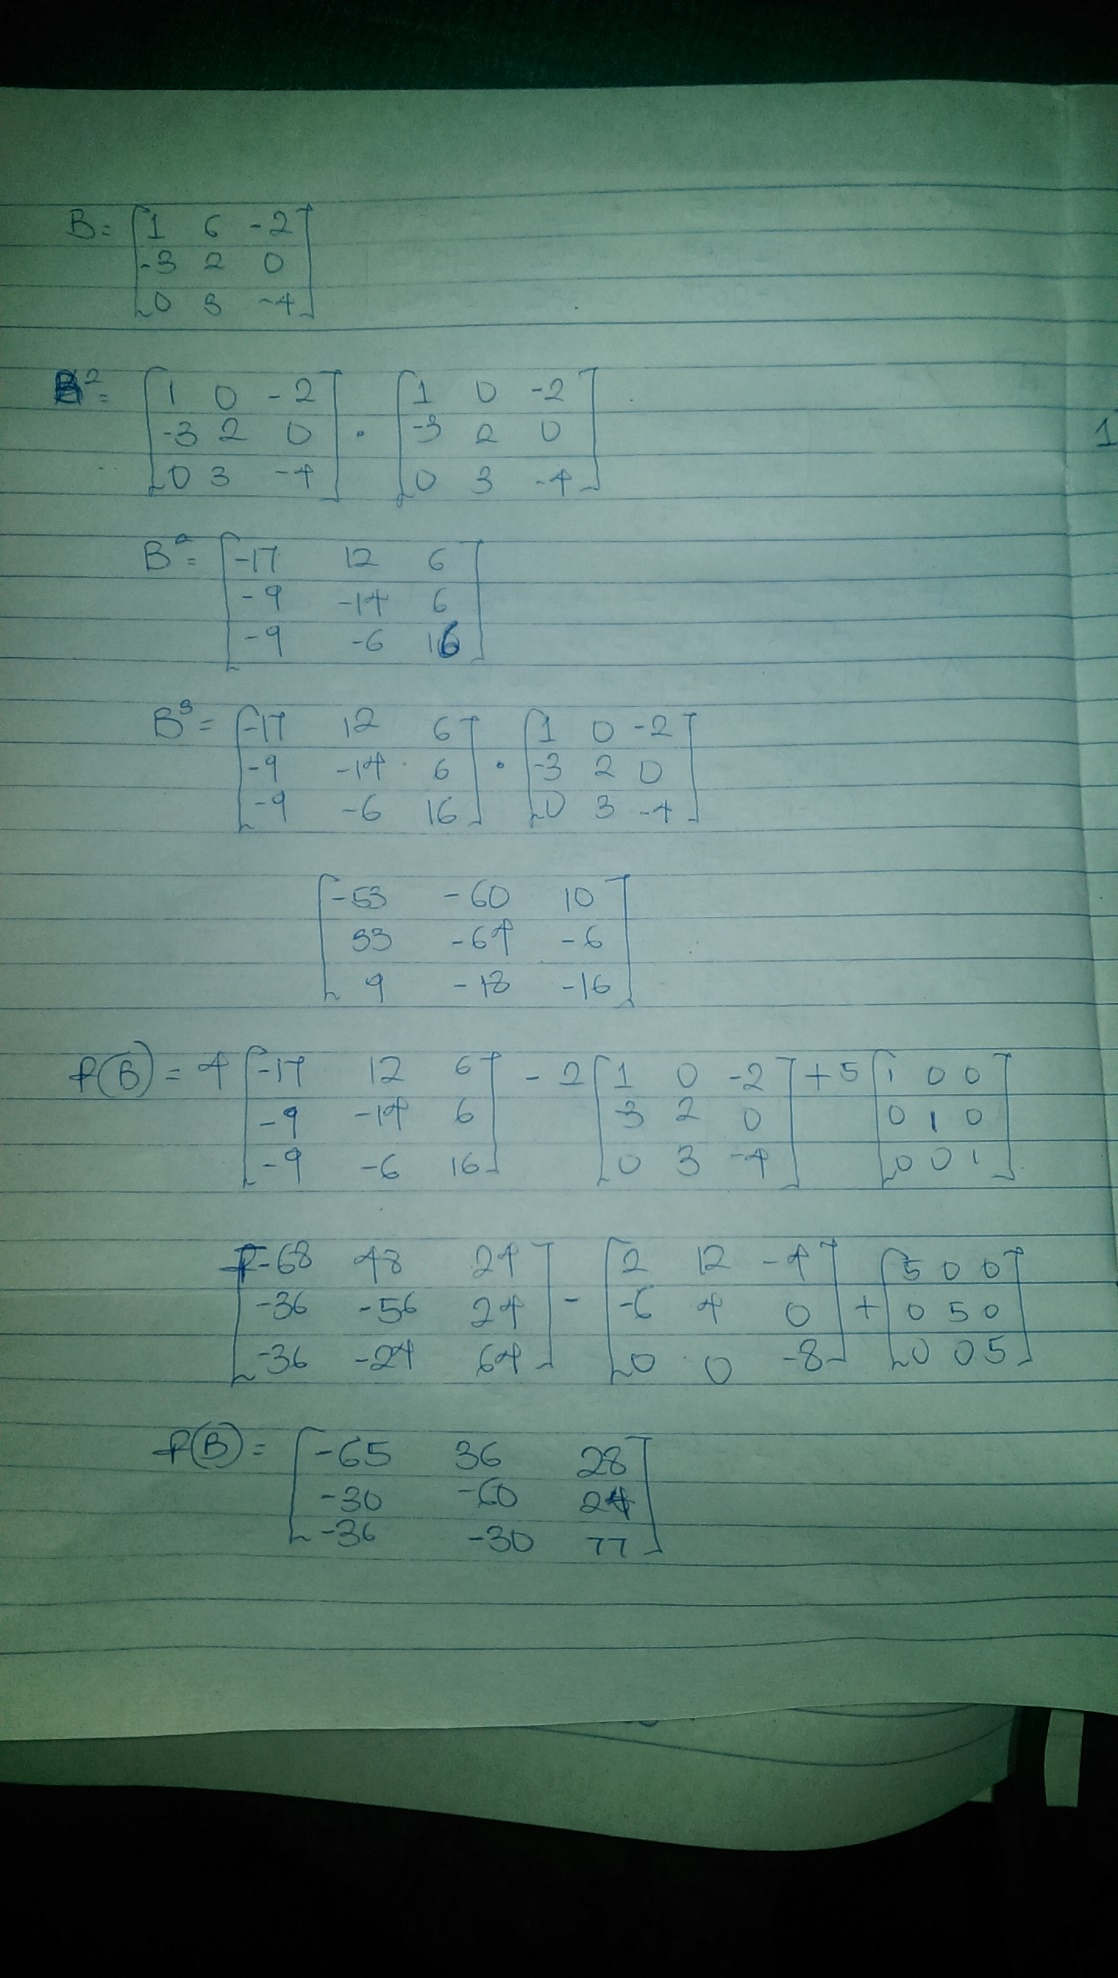 B = [1 6 -2
-3 2 0
0 3 -4]
B² = [1 0 -2 -3 2 0 0 3 -4] · [1 0 -2 -3 2 0 0 3 -4]
1
B² = [-17 12 6
-9 -14 6
-9 -6 16]
B³ = [-17 12 6 -9 -14 6 -9 -6 16] · [1 0 -2 -3 2 0 0 3 -4]
[-53 -60 10
33 -64 -6
9 -18 -16]
f(B) = 4 [-17 12 6 -9 -14 6 -9 -6 16] - 2 [1 0 -2 -3 2 0 0 3 -4] + 5 [1 0 0 0 1 0 0 0 1]
[-68 48 24 -36 -56 24 -36 -24 64] - [2 12 -4 -6 4 0 0 0 -8] + [5 0 0 0 5 0 0 0 5]
f(B) = [-65 36 28
-30 -60 24
-36 -30 77]